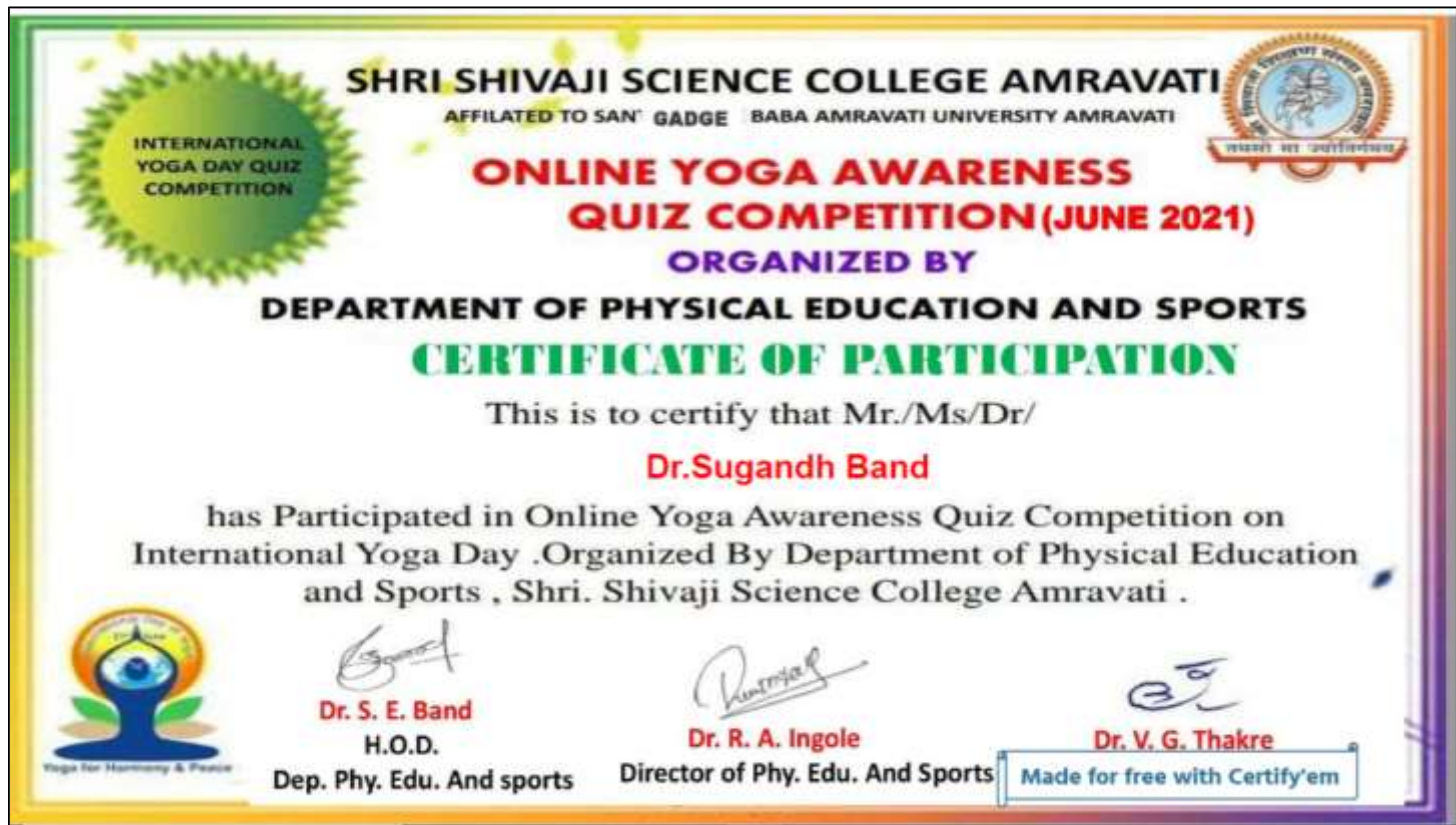 SHRI SHIVAJI SCIENCE COLLEGE AMRAVATI
AFFILATED TO SAN' GADGE BABA AMRAVATI UNIVERSITY AMRAVATI
INTERNATIONAL
YOGA DAY QUIZ
COMPETITION
तमसो मा ज्योतिर्गमय
ONLINE YOGA AWARENESS
QUIZ COMPETITION (JUNE 2021)
ORGANIZED BY
DEPARTMENT OF PHYSICAL EDUCATION AND SPORTS
CERTIFICATE OF PARTICIPATION
This is to certify that Mr./Ms/Dr/
Dr.Sugandh Band
has Participated in Online Yoga Awareness Quiz Competition on
International Yoga Day .Organized By Department of Physical Education
and Sports , Shri. Shivaji Science College Amravati .
Yoga for Harmony & Peace
Dr. S. E. Band
H.O.D.
Dep. Phy. Edu. And sports
Dr. R. A. Ingole
Director of Phy. Edu. And Sports
Dr. V. G. Thakre
Made for free with Certify'em